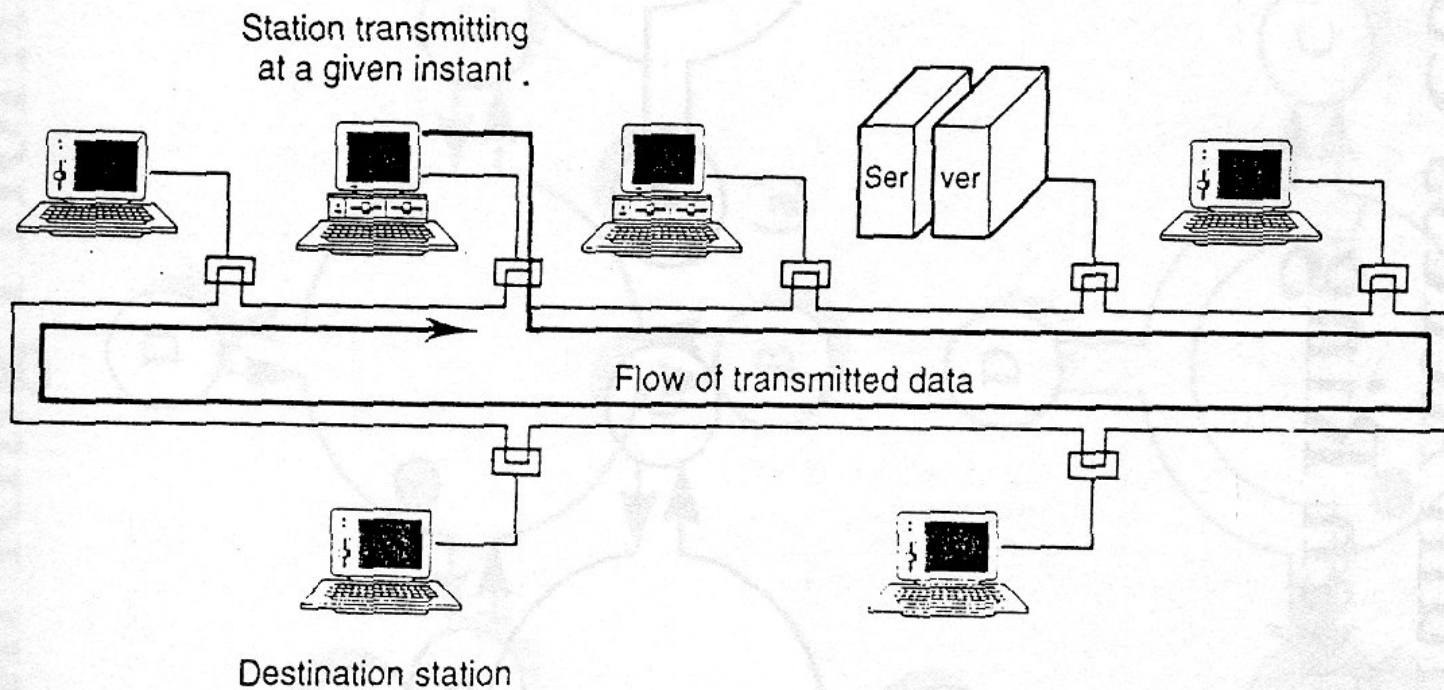 Station transmitting
at a given instant .
Ser ver
Flow of transmitted data
Destination station